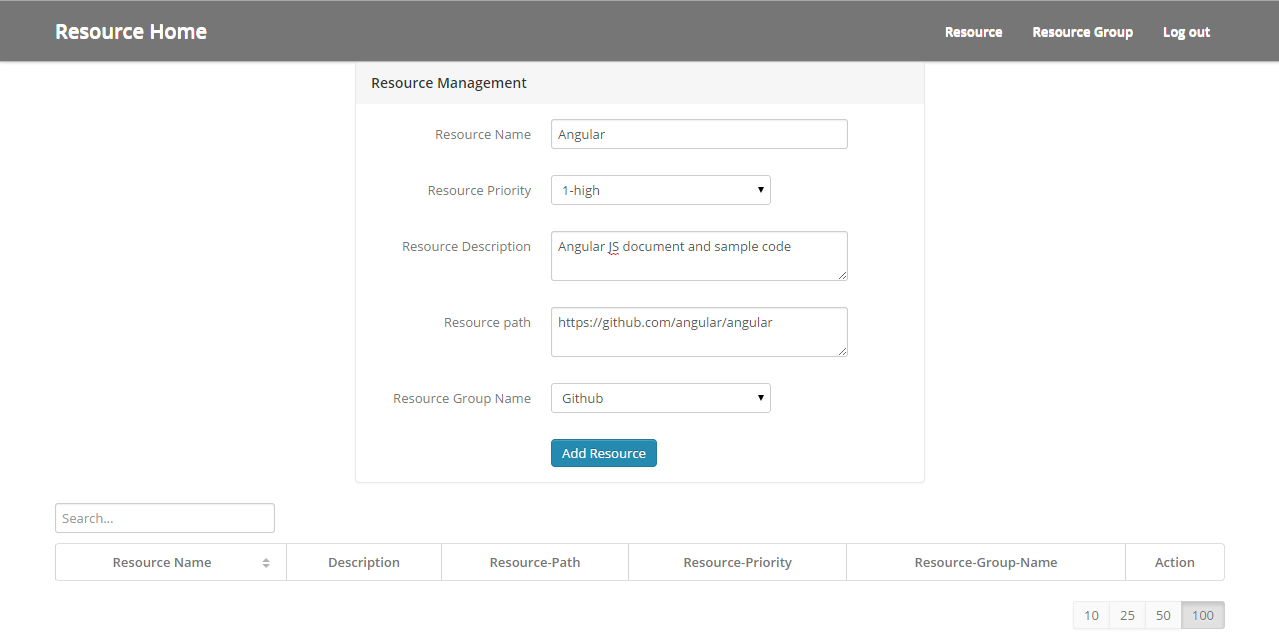 Resource Home Resource Resource Group Log out
Resource Management
Resource Name Angular
Resource Priority 1-high
Resource Description Angular JS document and sample code
Resource path https://github.com/angular/angular
Resource Group Name Github
Add Resource
Search...
Resource Name Description Resource-Path Resource-Priority Resource-Group-Name Action
10 25 50 100